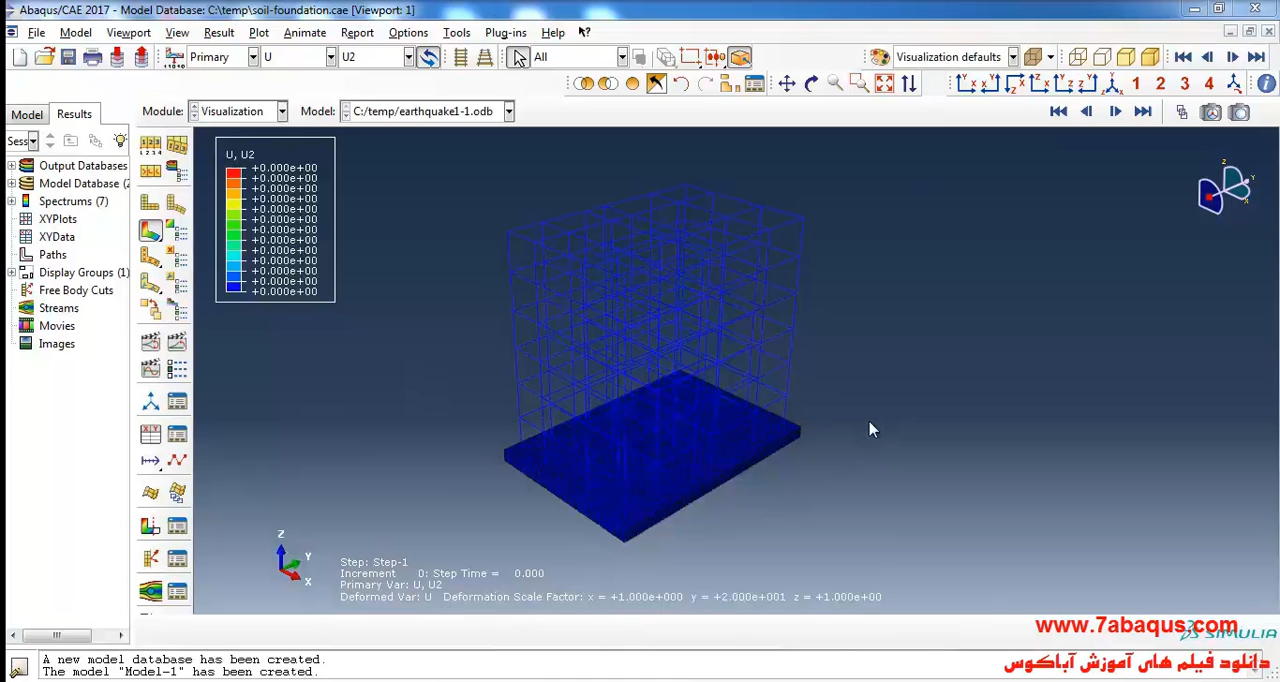 Abaqus/CAE 2017 - Model Database: C:\temp\soil-foundation.cae [Viewport: 1]
File Model Viewport View Result Plot Animate Report Options Tools Plug-ins Help
Primary U U2 All Visualization defaults
1 2 3 4
Module: Visualization Model: C:/temp/earthquake1-1.odb
Model Results
Sess
Output Databases
Model Database (2
Spectrums (7)
XYPlots
XYData
Paths
Display Groups (1)
Free Body Cuts
Streams
Movies
Images
U, U2
+0.000e+00
+0.000e+00
+0.000e+00
+0.000e+00
+0.000e+00
+0.000e+00
+0.000e+00
+0.000e+00
+0.000e+00
+0.000e+00
+0.000e+00
+0.000e+00
+0.000e+00
Z
Y
X
Z
Y
X
Step: Step-1
Increment 0: Step Time = 0.000
Primary Var: U, U2
Deformed Var: U Deformation Scale Factor: x = +1.000e+000 y = +2.000e+001 z = +1.000e+00
www.7abaqus.com
SIMULIA
دانلود فیلم های آموزش آباکوس
A new model database has been created.
The model "Model-1" has been created.